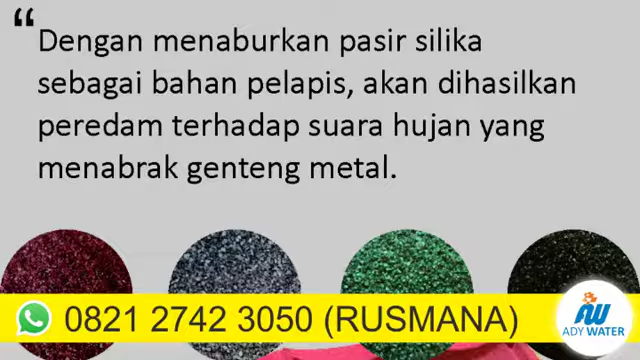 “Dengan menaburkan pasir silika
sebagai bahan pelapis, akan dihasilkan
peredam terhadap suara hujan yang
menabrak genteng metal.
0821 2742 3050 (RUSMANA)
AW
ADY WATER